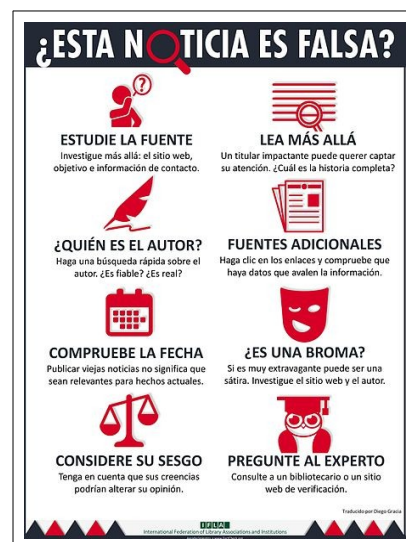 ¿ESTA NOTICIA ES FALSA?
?
ESTUDIE LA FUENTE
Investigue más allá: el sitio web,
objetivo e información de contacto.
LEA MÁS ALLÁ
Un titular impactante puede querer captar
su atención. ¿Cuál es la historia completa?
¿QUIÉN ES EL AUTOR?
Haga una búsqueda rápida sobre el
autor. ¿Es fiable? ¿Es real?
FUENTES ADICIONALES
Haga clic en los enlaces y compruebe que
haya datos que avalen la información.
COMPRUEBE LA FECHA
Publicar viejas noticias no significa que
sean relevantes para hechos actuales.
¿ES UNA BROMA?
Si es muy extravagante puede ser una
sátira. Investigue el sitio web y el autor.
CONSIDERE SU SESGO
Tenga en cuenta que sus creencias
podrían alterar su opinión.
PREGUNTE AL EXPERTO
Consulte a un bibliotecario o un sitio
web de verificación.
Traducido por Diego Gracia
IFLA
International Federation of Library Associations and Institutions